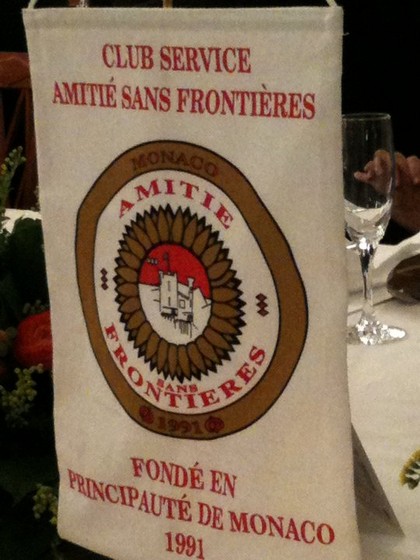 CLUB SERVICE
AMITIÉ SANS FRONTIÈRES
MONACO
AMITIE
SANS
FRONTIERES
1991
FONDÉ EN
PRINCIPAUTÉ DE MONACO
1991